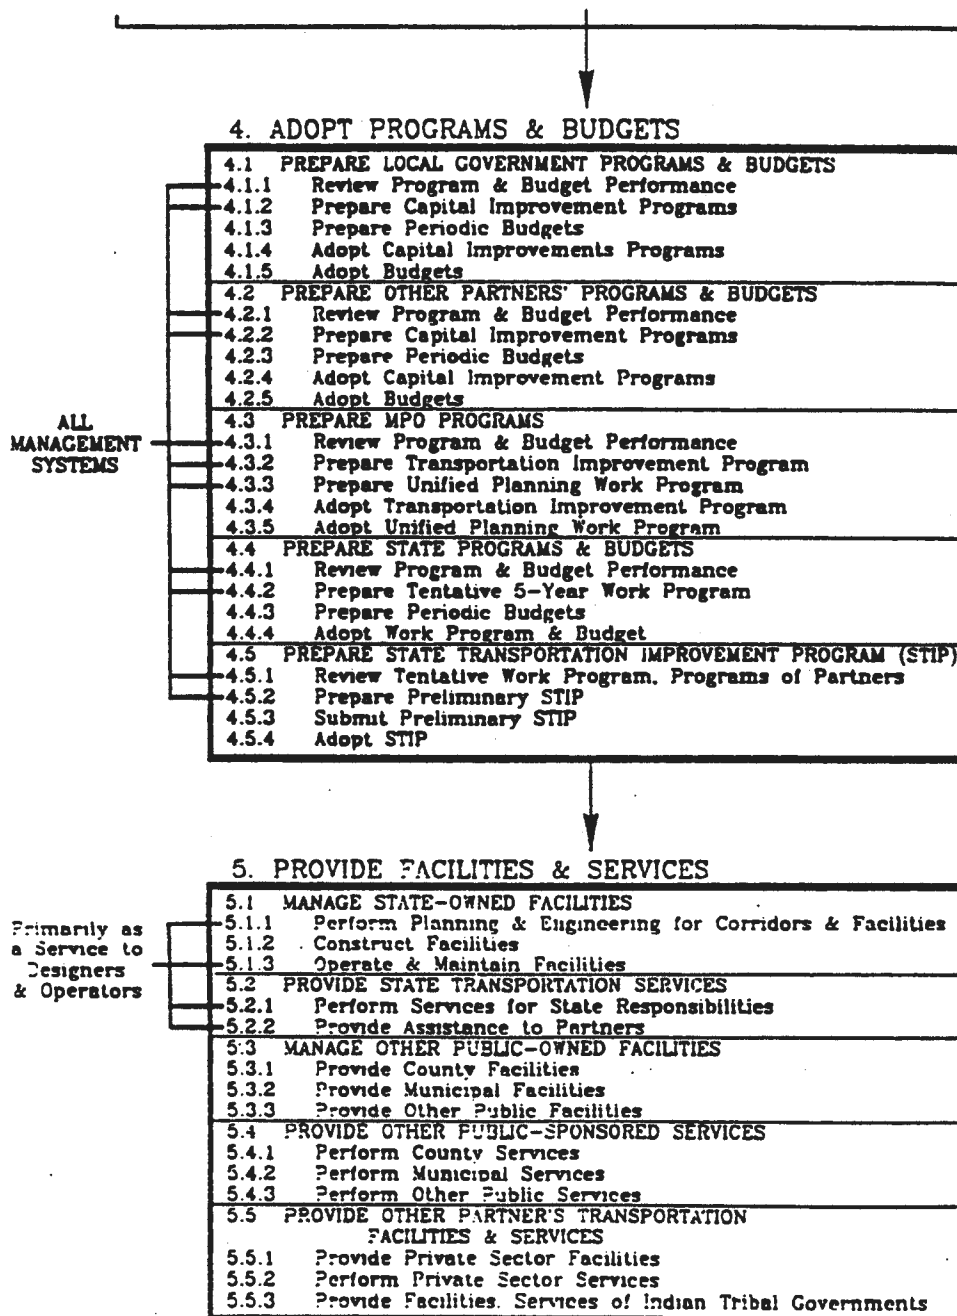 4. ADOPT PROGRAMS & BUDGETS
4.1 PREPARE LOCAL GOVERNMENT PROGRAMS & BUDGETS
4.1.1 Review Program & Budget Performance
4.1.2 Prepare Capital Improvement Programs
4.1.3 Prepare Periodic Budgets
4.1.4 Adopt Capital Improvements Programs
4.1.5 Adopt Budgets
4.2 PREPARE OTHER PARTNERS' PROGRAMS & BUDGETS
4.2.1 Review Program & Budget Performance
4.2.2 Prepare Capital Improvement Programs
4.2.3 Prepare Periodic Budgets
4.2.4 Adopt Capital Improvement Programs
4.2.5 Adopt Budgets
ALL
MANAGEMENT
SYSTEMS
4.3 PREPARE MPO PROGRAMS
4.3.1 Review Program & Budget Performance
4.3.2 Prepare Transportation Improvement Program
4.3.3 Prepare Unified Planning Work Program
4.3.4 Adopt Transportation Improvement Program
4.3.5 Adopt Unified Planning Work Program
4.4 PREPARE STATE PROGRAMS & BUDGETS
4.4.1 Review Program & Budget Performance
4.4.2 Prepare Tentative 5-Year Work Program
4.4.3 Prepare Periodic Budgets
4.4.4 Adopt Work Program & Budget
4.5 PREPARE STATE TRANSPORTATION IMPROVEMENT PROGRAM (STIP)
4.5.1 Review Tentative Work Program, Programs of Partners
4.5.2 Prepare Preliminary STIP
4.5.3 Submit Preliminary STIP
4.5.4 Adopt STIP
5. PROVIDE FACILITIES & SERVICES
Primarily as
a Service to
Designers
& Operators
5.1 MANAGE STATE-OWNED FACILITIES
5.1.1 Perform Planning & Engineering for Corridors & Facilities
5.1.2 Construct Facilities
5.1.3 Operate & Maintain Facilities
5.2 PROVIDE STATE TRANSPORTATION SERVICES
5.2.1 Perform Services for State Responsibilities
5.2.2 Provide Assistance to Partners
5.3 MANAGE OTHER PUBLIC-OWNED FACILITIES
5.3.1 Provide County Facilities
5.3.2 Provide Municipal Facilities
5.3.3 Provide Other Public Facilities
5.4 PROVIDE OTHER PUBLIC-SPONSORED SERVICES
5.4.1 Perform County Services
5.4.2 Perform Municipal Services
5.4.3 Perform Other Public Services
5.5 PROVIDE OTHER PARTNER'S TRANSPORTATION
FACILITIES & SERVICES
5.5.1 Provide Private Sector Facilities
5.5.2 Perform Private Sector Services
5.5.3 Provide Facilities, Services of Indian Tribal Governments